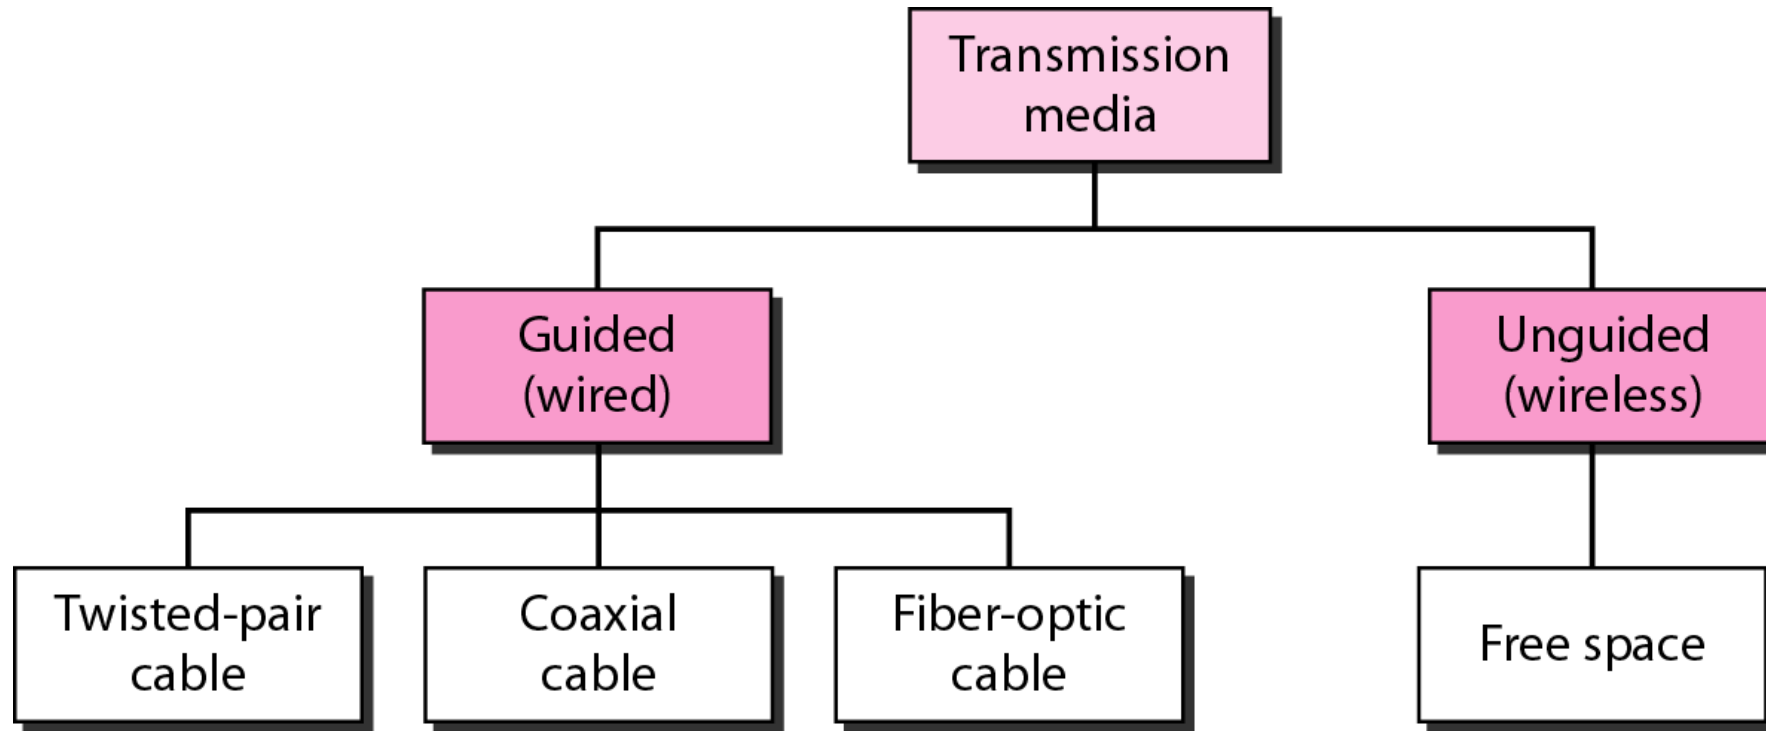 Transmission
media
Guided
(wired)
Unguided
(wireless)
Twisted-pair
cable
Coaxial
cable
Fiber-optic
cable
Free space